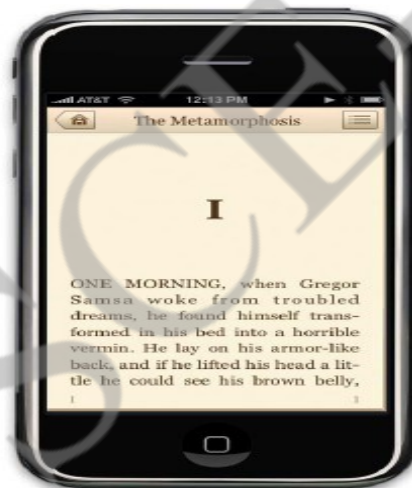 AT&T 12:13 PM
The Metamorphosis
I
ONE MORNING, when Gregor
Samsa woke from troubled
dreams, he found himself trans-
formed in his bed into a horrible
vermin. He lay on his armor-like
back, and if he lifted his head a lit-
tle he could see his brown belly,
1 1